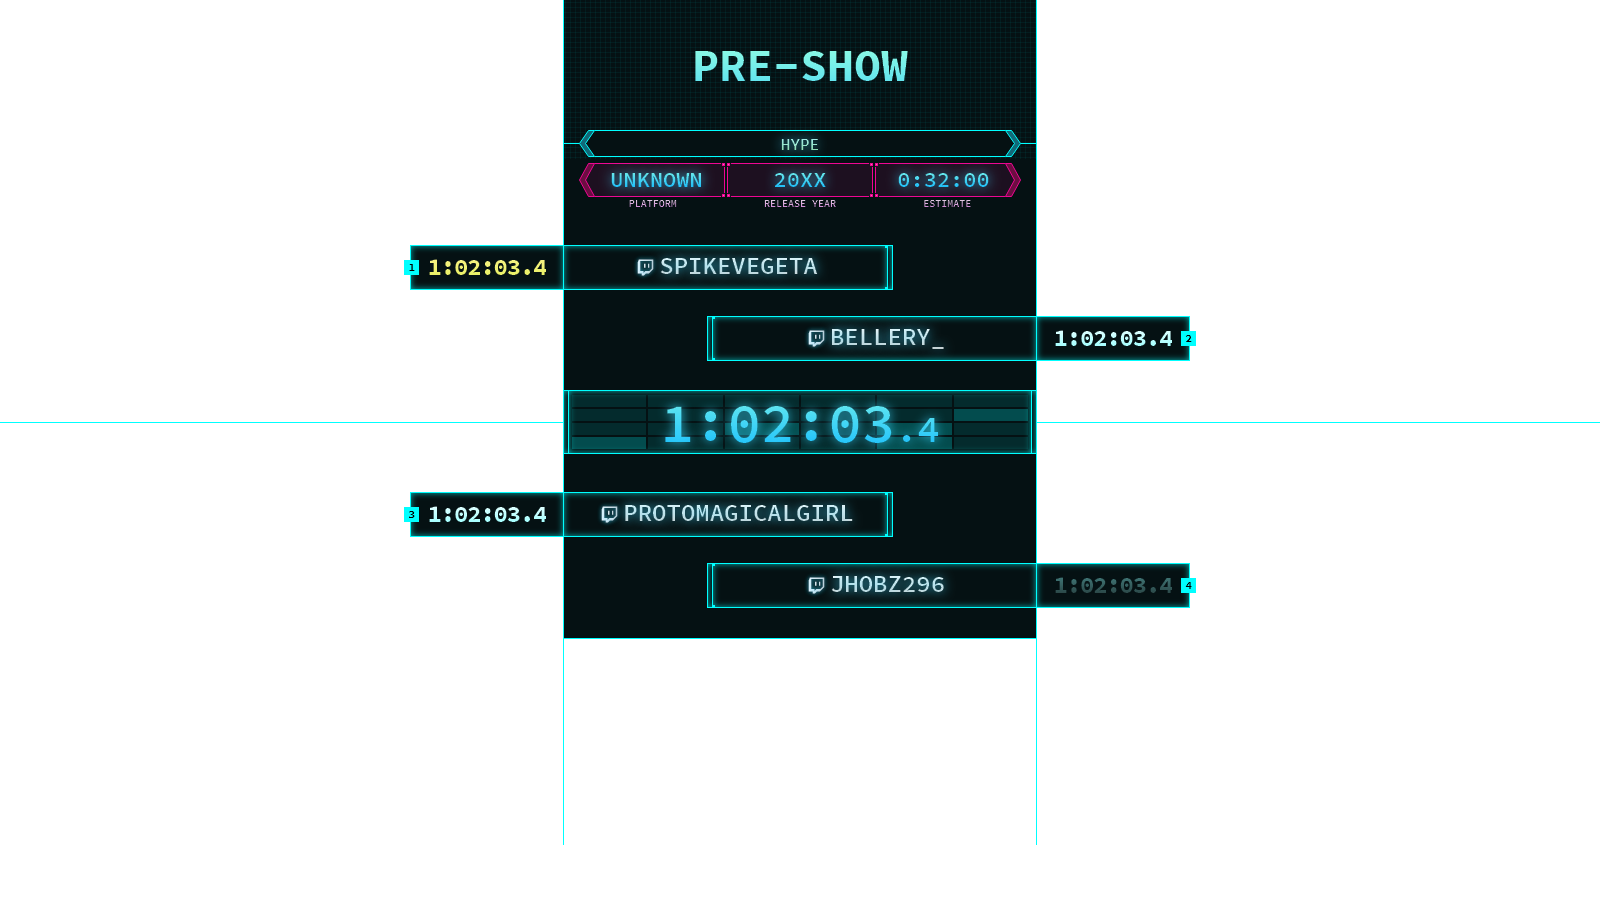 PRE-SHOW
HYPE
UNKNOWN 20XX 0:32:00
PLATFORM RELEASE YEAR ESTIMATE
1 1:02:03.4 SPIKEVEGETA
BELLERY_ 1:02:03.4 2
1:02:03.4
3 1:02:03.4 PROTOMAGICALGIRL
JHOBZ296 1:02:03.4 4